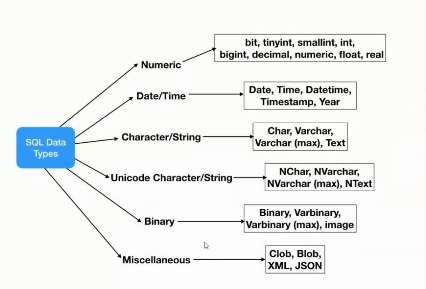 SQL Data
Types
Numeric
bit, tinyint, smallint, int,
bigint, decimal, numeric, float, real
Date/Time
Date, Time, Datetime,
Timestamp, Year
Character/String
Char, Varchar,
Varchar (max), Text
Unicode Character/String
NChar, NVarchar,
NVarchar (max), NText
Binary
Binary, Varbinary,
Varbinary (max), image
Miscellaneous
Clob, Blob,
XML, JSON